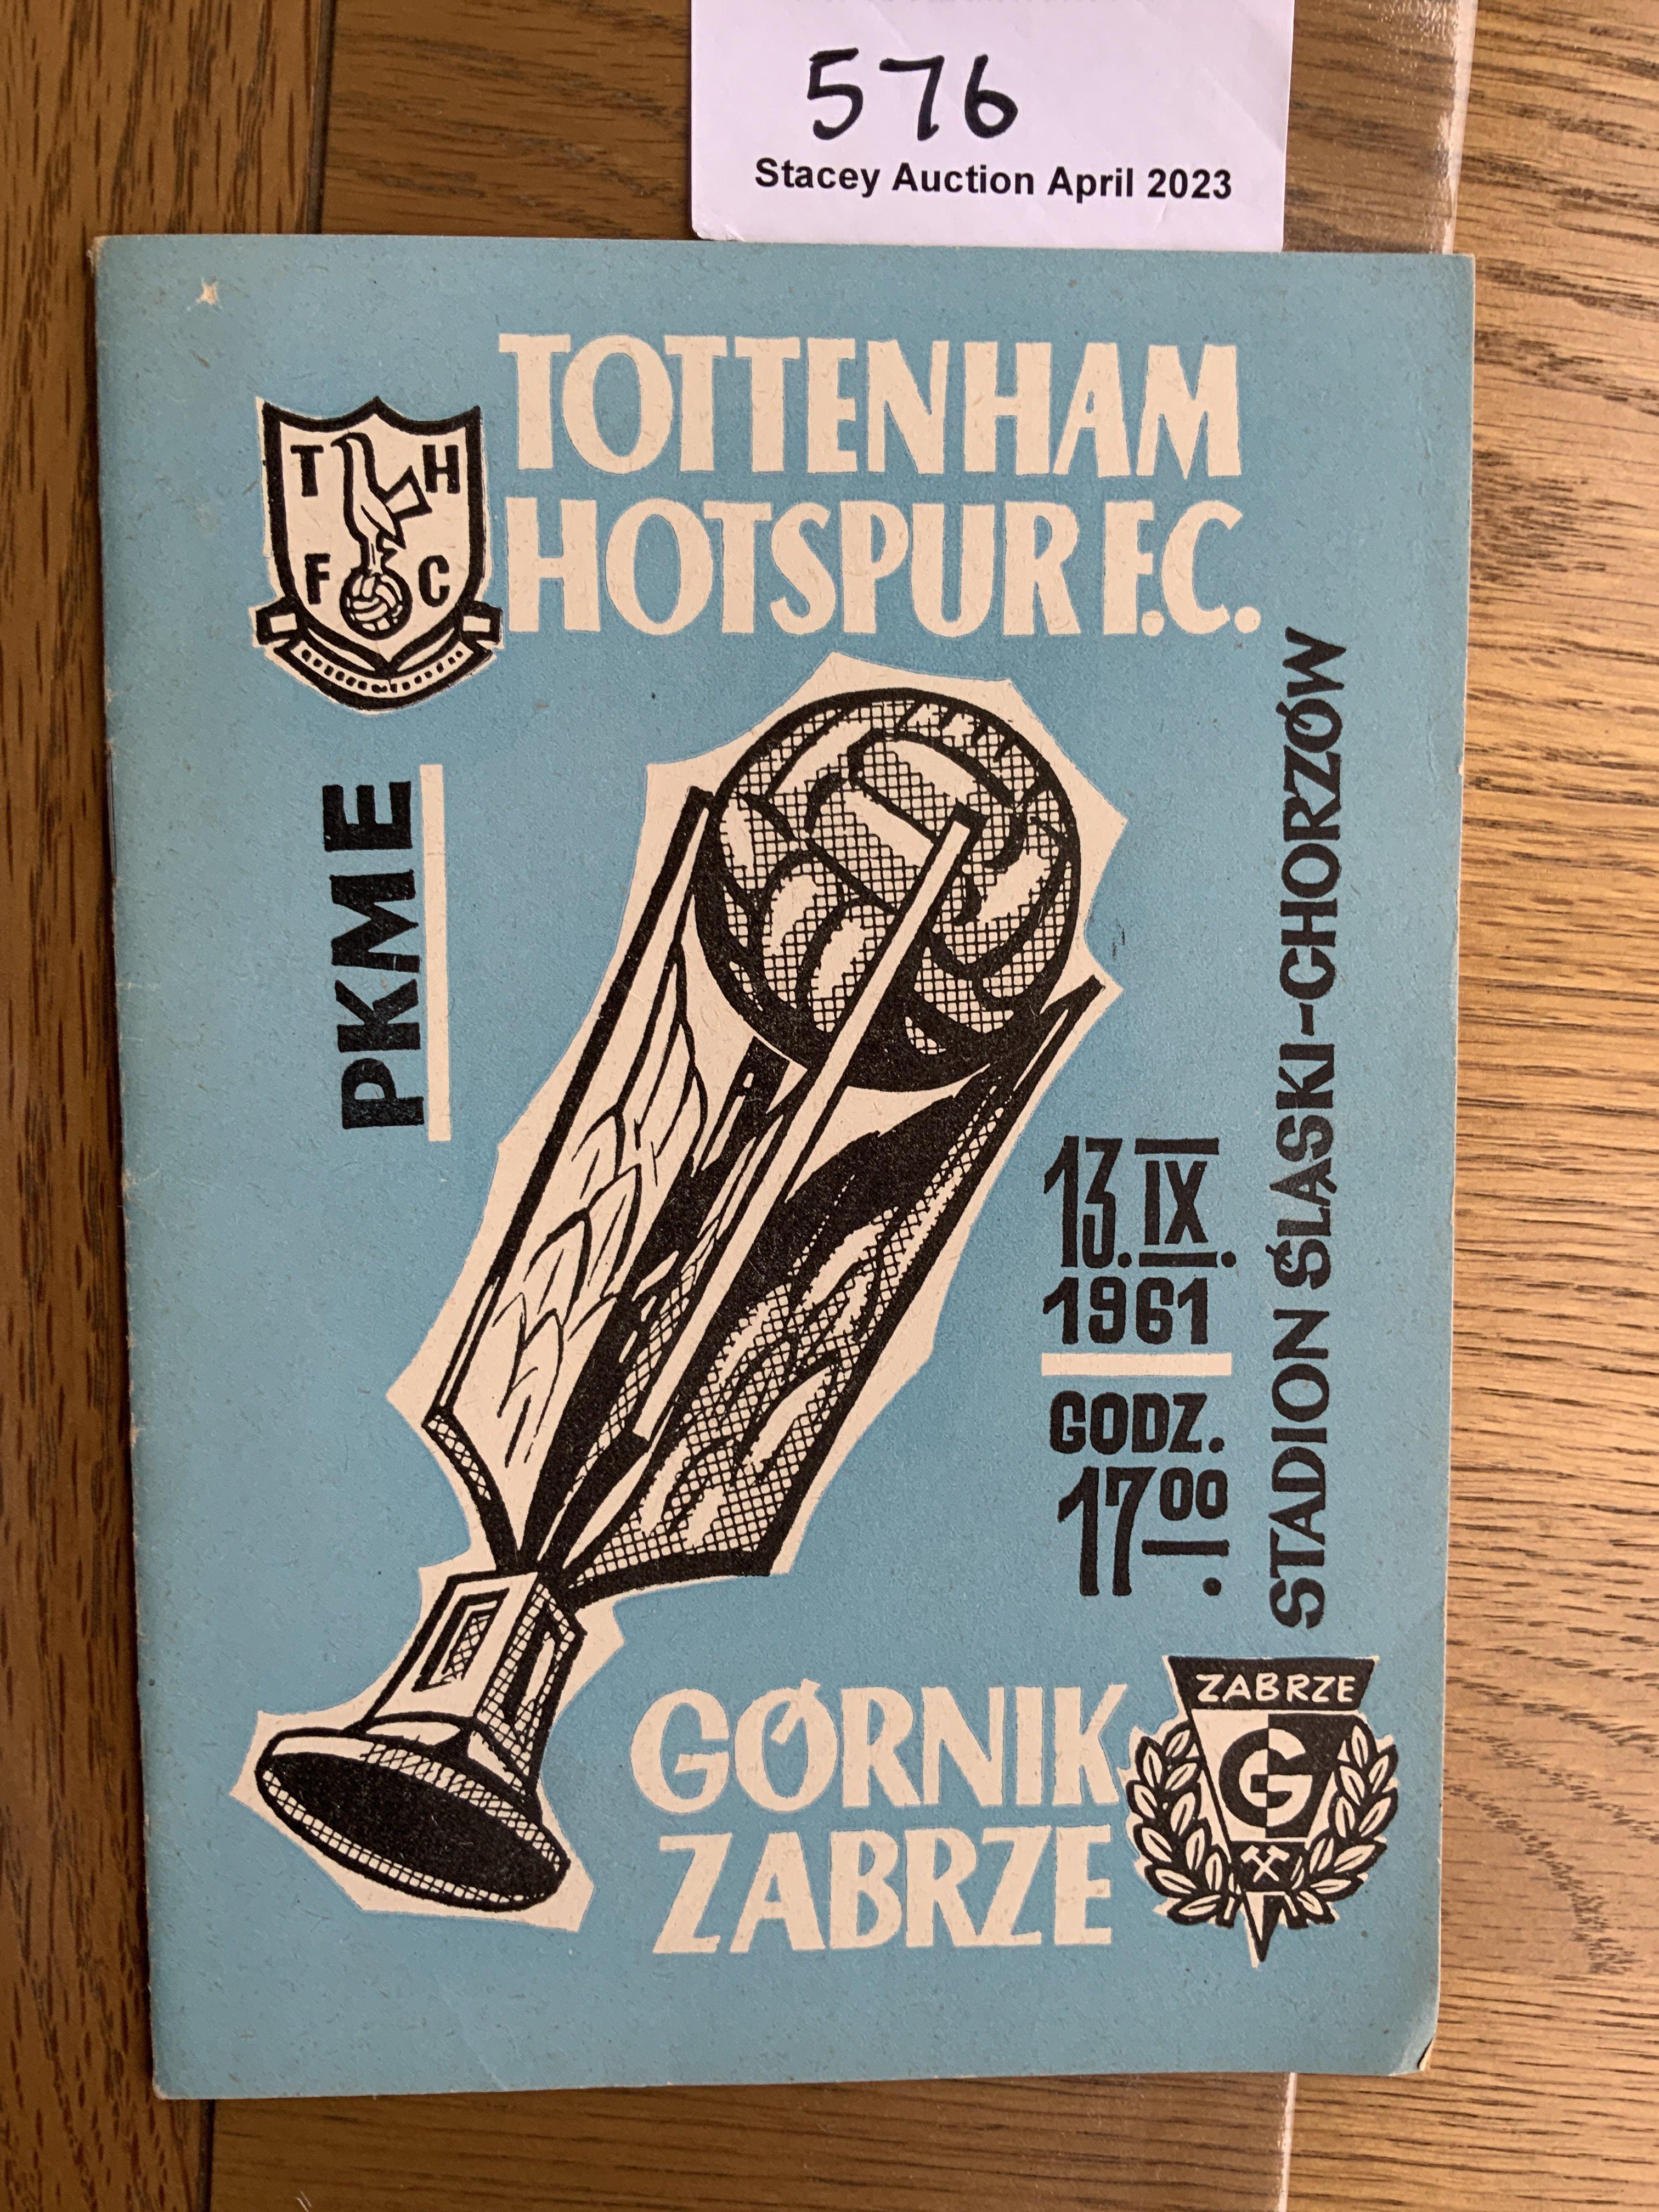 576
Stacey Auction April 2023
TOTTENHAM
HOTSPUR F.C.
T H
F C
PKME
13. IX.
1961
GODZ.
17 00
STADION ŚLĄSKI-CHORZÓW
GÓRNIK
ZABRZE
ZABRZE
G